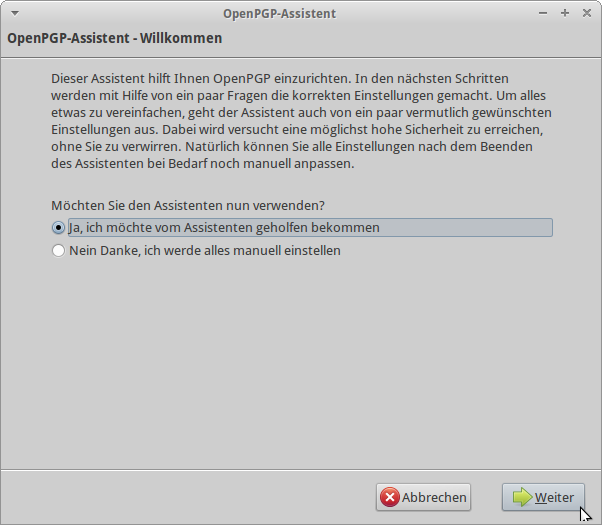 OpenPGP-Assistent
OpenPGP-Assistent - Willkommen
Dieser Assistent hilft Ihnen OpenPGP einzurichten. In den nächsten Schritten
werden mit Hilfe von ein paar Fragen die korrekten Einstellungen gemacht. Um alles
etwas zu vereinfachen, geht der Assistent auch von ein paar vermutlich gewünschten
Einstellungen aus. Dabei wird versucht eine möglichst hohe Sicherheit zu erreichen,
ohne Sie zu verwirren. Natürlich können Sie alle Einstellungen nach dem Beenden
des Assistenten bei Bedarf noch manuell anpassen.
Möchten Sie den Assistenten nun verwenden?
Ja, ich möchte vom Assistenten geholfen bekommen
Nein Danke, ich werde alles manuell einstellen
Abbrechen
Weiter